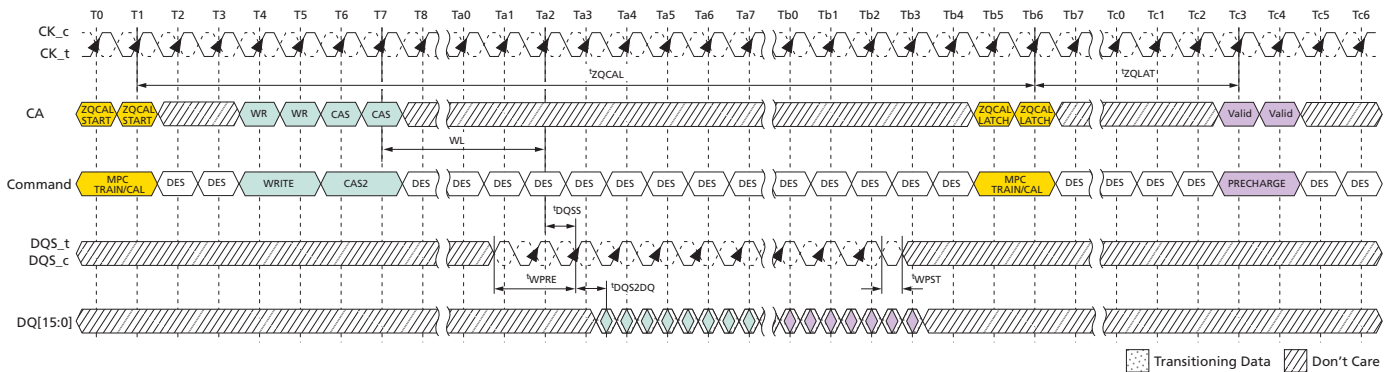 T0 T1 T2 T3 T4 T5 T6 T7 T8 Ta0 Ta1 Ta2 Ta3 Ta4 Ta5 Ta6 Ta7 Tb0 Tb1 Tb2 Tb3 Tb4 Tb5 Tb6 Tb7 Tc0 Tc1 Tc2 Tc3 Tc4 Tc5 Tc6
CK_c
CK_t
tZQCAL tZQLAT
CA ZQCAL START ZQCAL START WR WR CAS CAS ZQCAL LATCH ZQCAL LATCH Valid Valid
WL
Command MPC TRAIN/CAL DES DES WRITE CAS2 DES DES DES DES DES DES DES DES DES DES DES DES DES DES MPC TRAIN/CAL DES DES DES DES PRECHARGE DES DES
tDQSS
DQS_t
DQS_c
tWPRE tDQS2DQ tWPST
DQ[15:0]
Transitioning Data Don't Care